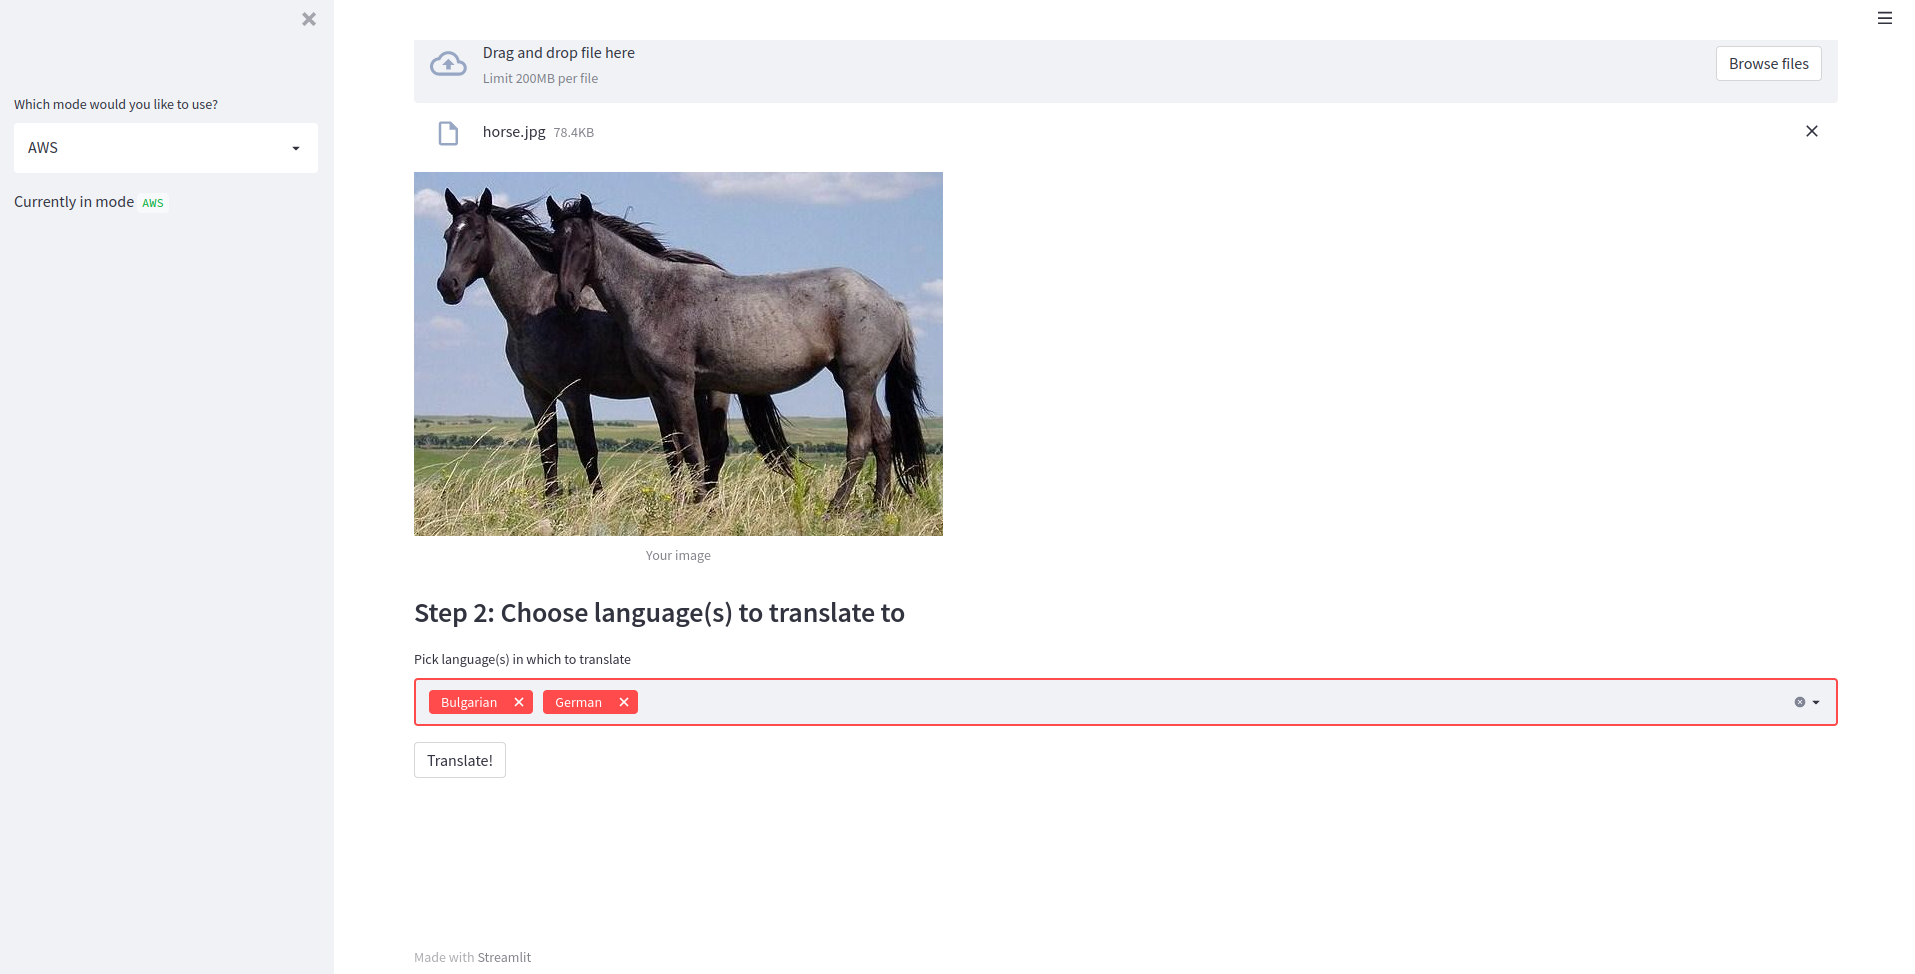 Which mode would you like to use?
AWS
Currently in mode AWS
Drag and drop file here
Limit 200MB per file
Browse files
horse.jpg 78.4KB
Your image
Step 2: Choose language(s) to translate to
Pick language(s) in which to translate
Bulgarian German
Translate!
Made with Streamlit